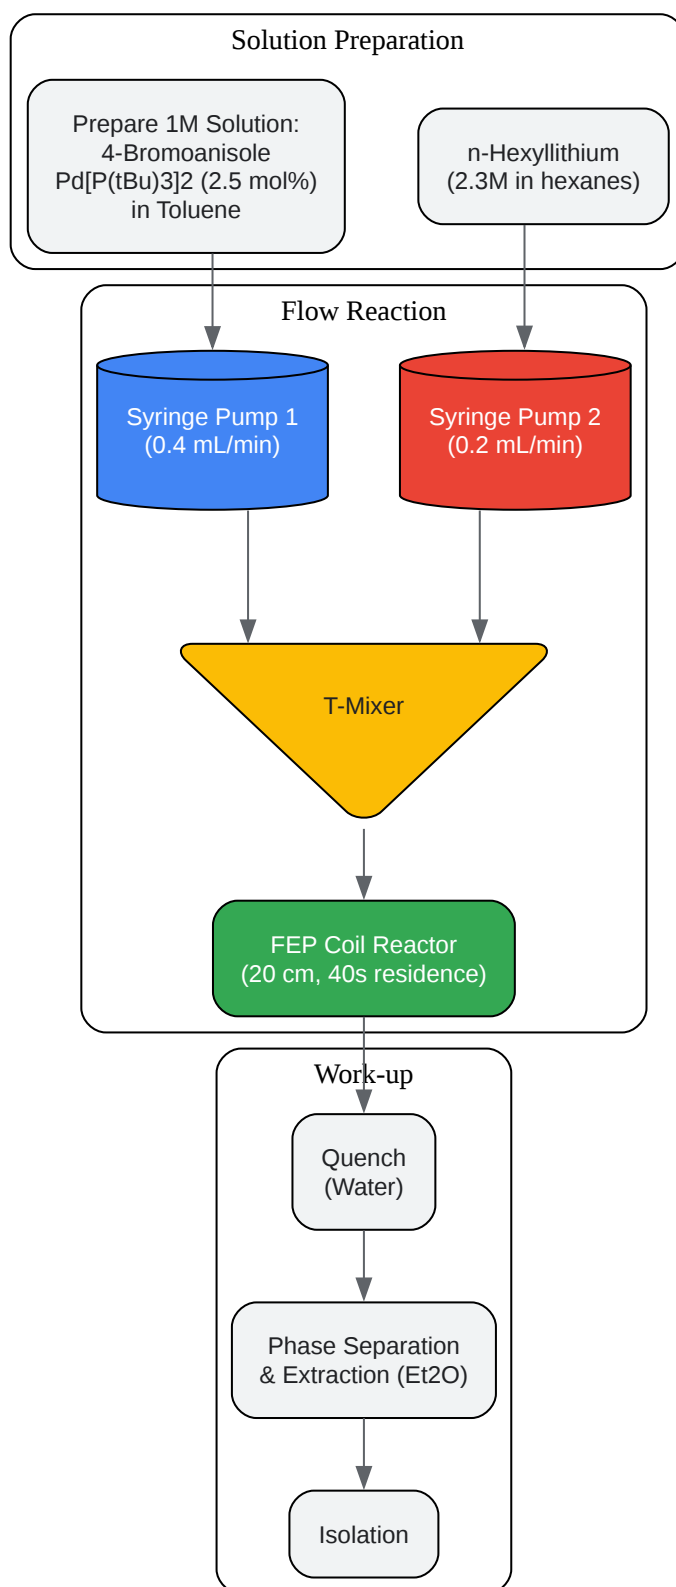 Solution Preparation
Prepare 1M Solution:
4-Bromoanisole
Pd[P(tBu)3]2 (2.5 mol%)
in Toluene
n-Hexyllithium
(2.3M in hexanes)
Flow Reaction
Syringe Pump 1
(0.4 mL/min)
Syringe Pump 2
(0.2 mL/min)
T-Mixer
FEP Coil Reactor
(20 cm, 40s residence)
Work-up
Quench
(Water)
Phase Separation
& Extraction (Et2O)
Isolation